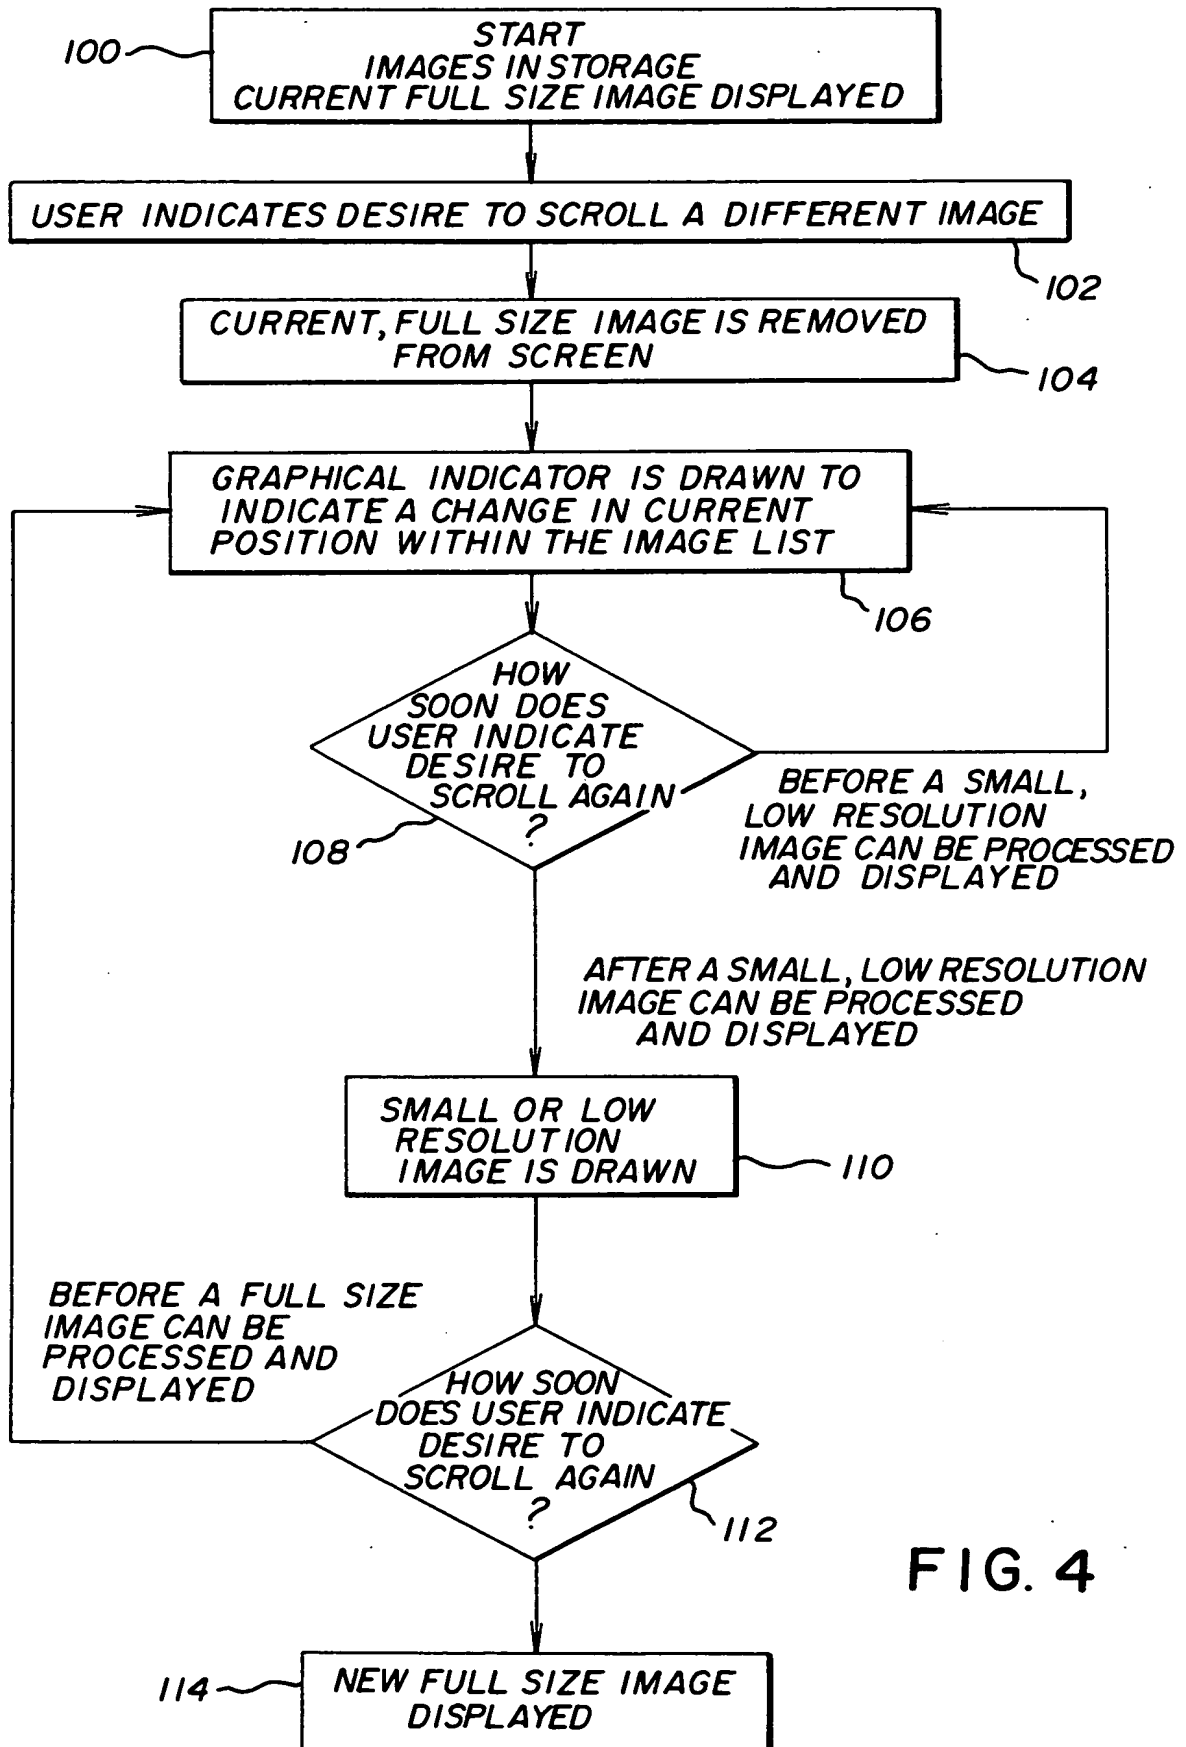 100
START
IMAGES IN STORAGE
CURRENT FULL SIZE IMAGE DISPLAYED
USER INDICATES DESIRE TO SCROLL A DIFFERENT IMAGE
102
CURRENT, FULL SIZE IMAGE IS REMOVED
FROM SCREEN
104
GRAPHICAL INDICATOR IS DRAWN TO
INDICATE A CHANGE IN CURRENT
POSITION WITHIN THE IMAGE LIST
106
HOW
SOON DOES
USER INDICATE
DESIRE TO
SCROLL AGAIN
?
108
BEFORE A SMALL,
LOW RESOLUTION
IMAGE CAN BE PROCESSED
AND DISPLAYED
AFTER A SMALL, LOW RESOLUTION
IMAGE CAN BE PROCESSED
AND DISPLAYED
SMALL OR LOW
RESOLUTION
IMAGE IS DRAWN
110
BEFORE A FULL SIZE
IMAGE CAN BE
PROCESSED AND
DISPLAYED
HOW SOON
DOES USER INDICATE
DESIRE TO
SCROLL AGAIN
?
112
FIG. 4
114
NEW FULL SIZE IMAGE
DISPLAYED